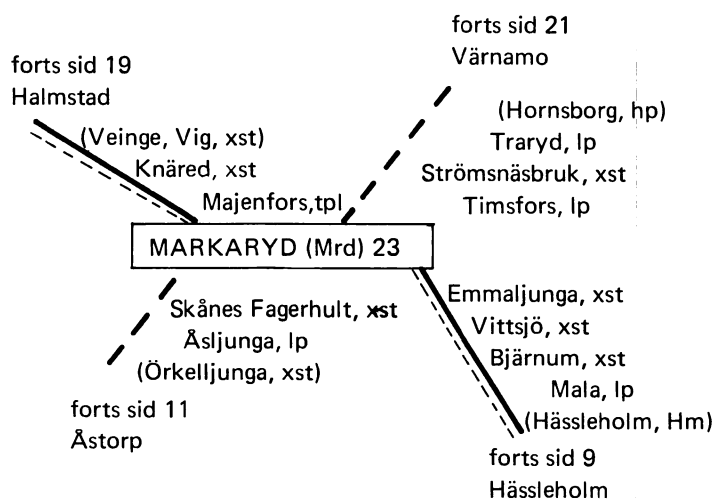 forts sid 21
Värnamo
forts sid 19
Halmstad
(Hornsborg, hp)
Traryd, lp
Strömsnäsbruk, xst
Timsfors, lp
(Veinge, Vig, xst)
Knäred, xst
Majenfors,tpl
MARKARYD (Mrd) 23
Skånes Fagerhult, xst
Åsljunga, lp
(Örkelljunga, xst)
forts sid 11
Åstorp
Emmaljunga, xst
Vittsjö, xst
Bjärnum, xst
Mala, lp
(Hässleholm, Hm)
forts sid 9
Hässleholm